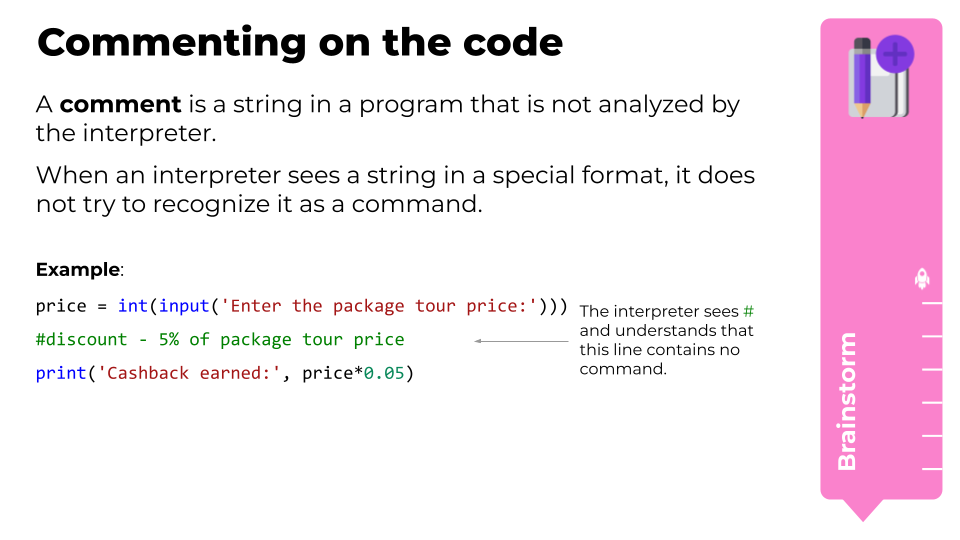 Commenting on the code
A comment is a string in a program that is not analyzed by
the interpreter.
When an interpreter sees a string in a special format, it does
not try to recognize it as a command.
Example:
price = int(input('Enter the package tour price:')))
#discount - 5% of package tour price
print('Cashback earned:', price*0.05)
The interpreter sees #
and understands that
this line contains no
command.
Brainstorm